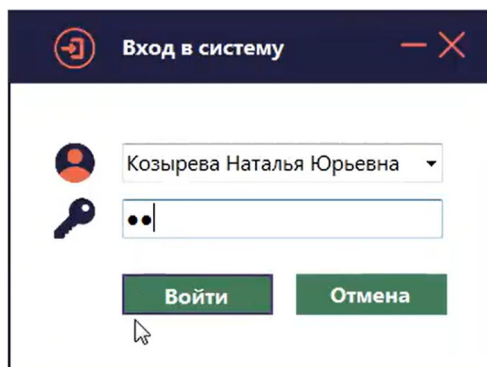 Вход в систему
Козырева Наталья Юрьевна
●●
Войти
Отмена